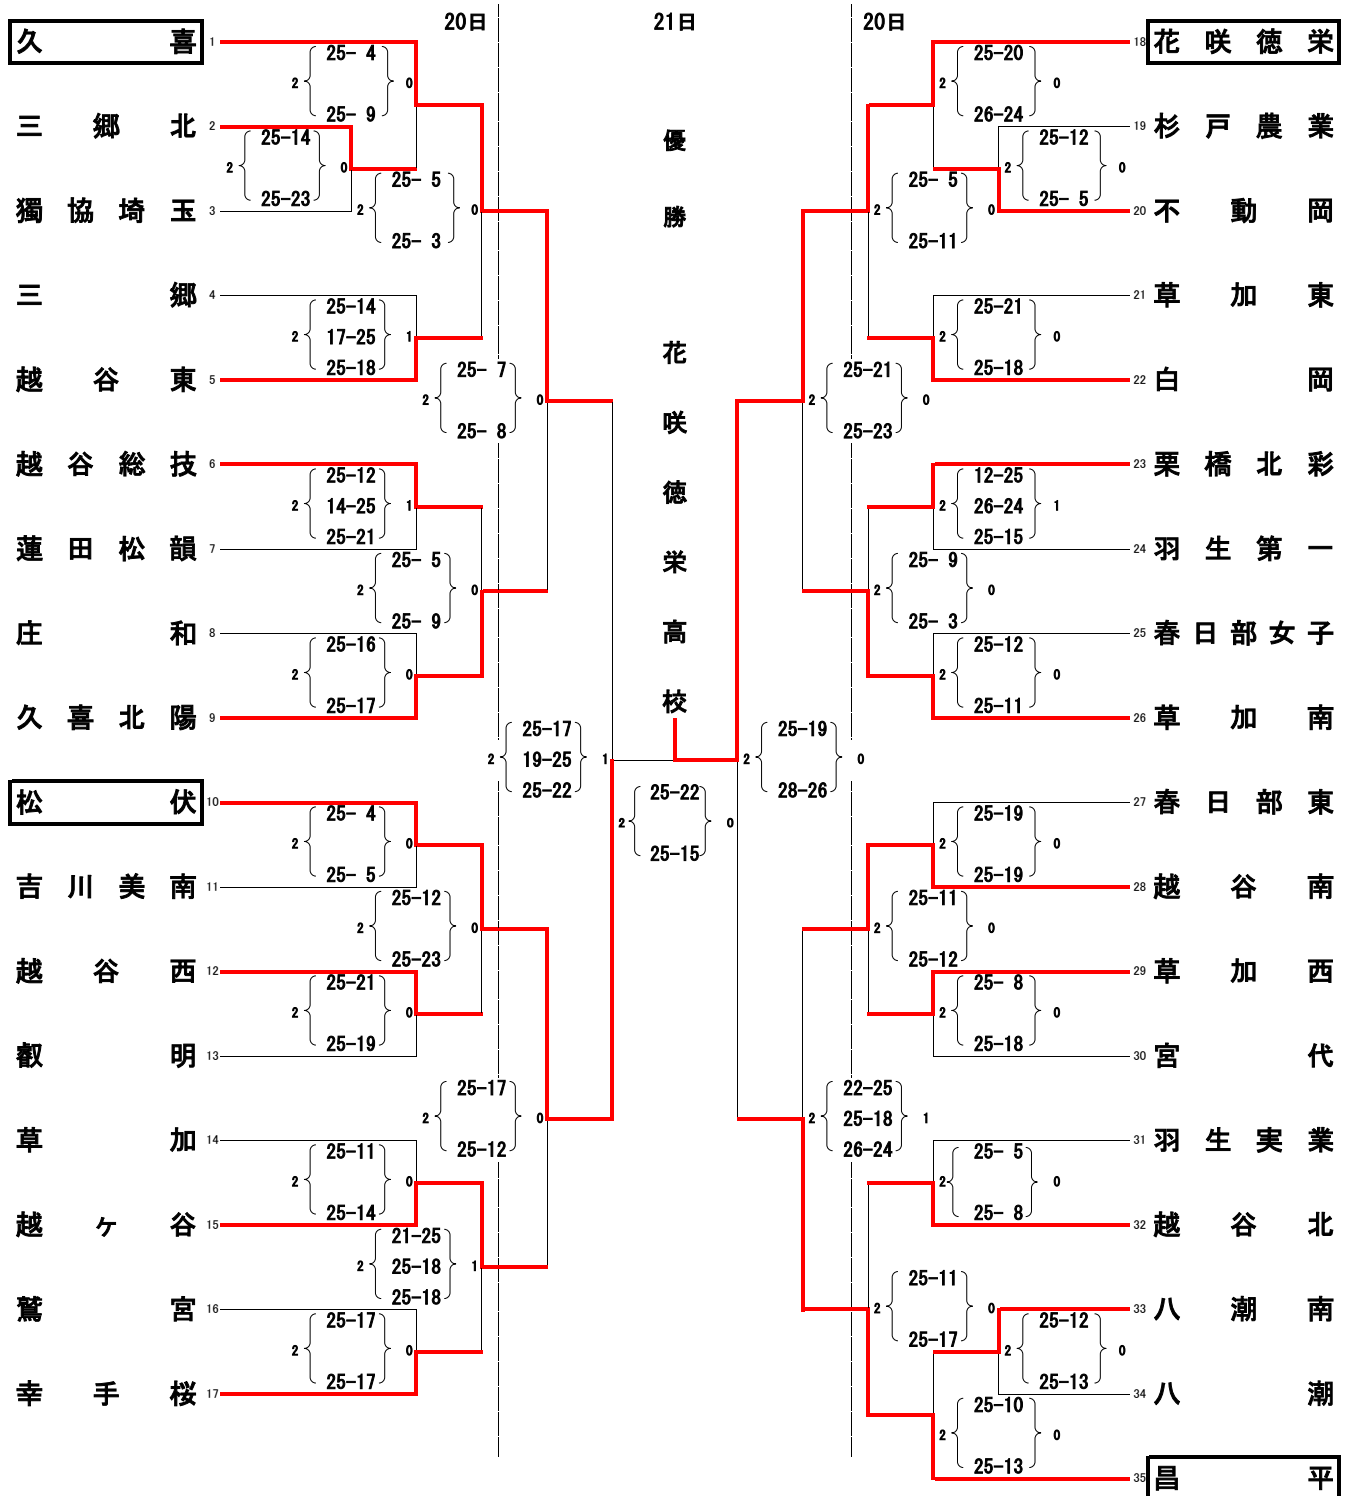 20日
21日
20日
優勝 花咲徳栄高校
久喜 1
三郷北 2
獨協埼玉 3
三郷 4
越谷東 5
越谷総技 6
蓮田松韻 7
庄和 8
久喜北陽 9
松伏 10
吉川美南 11
越谷西 12
叡明 13
草加 14
越ヶ谷 15
鷲宮 16
幸手桜 17
2 25- 4 0
25- 9
2 25-14 0
25-23
2 25- 5 0
25- 3
2 25-14 1
17-25
25-18
2 25- 7 0
25- 8
2 25-12 1
14-25
25-21
2 25- 5 0
25- 9
2 25-16 0
25-17
2 25-17 1
19-25
25-22
2 25- 4 0
25- 5
2 25-12 0
25-23
2 25-21 0
25-19
2 25-17 0
25-12
2 25-11 0
25-14
2 21-25 1
25-18
25-18
2 25-17 0
25-17
2 25-22 0
25-15
18 花咲徳栄
19 杉戸農業
20 不動岡
21 草加東
22 白岡
23 栗橋北彩
24 羽生第一
25 春日部女子
26 草加南
27 春日部東
28 越谷南
29 草加西
30 宮代
31 羽生実業
32 越谷北
33 八潮南
34 八潮
35 昌平
2 25-20 0
26-24
2 25-12 0
25- 5
2 25- 5 0
25-11
2 25-21 0
25-18
2 25-21 0
25-23
2 12-25 1
26-24
25-15
2 25- 9 0
25- 3
2 25-12 0
25-11
2 25-19 0
28-26
2 25-19 0
25-19
2 25-11 0
25-12
2 25- 8 0
25-18
2 22-25 1
25-18
26-24
2 25- 5 0
25- 8
2 25-11 0
25-17
2 25-12 0
25-13
2 25-10 0
25-13